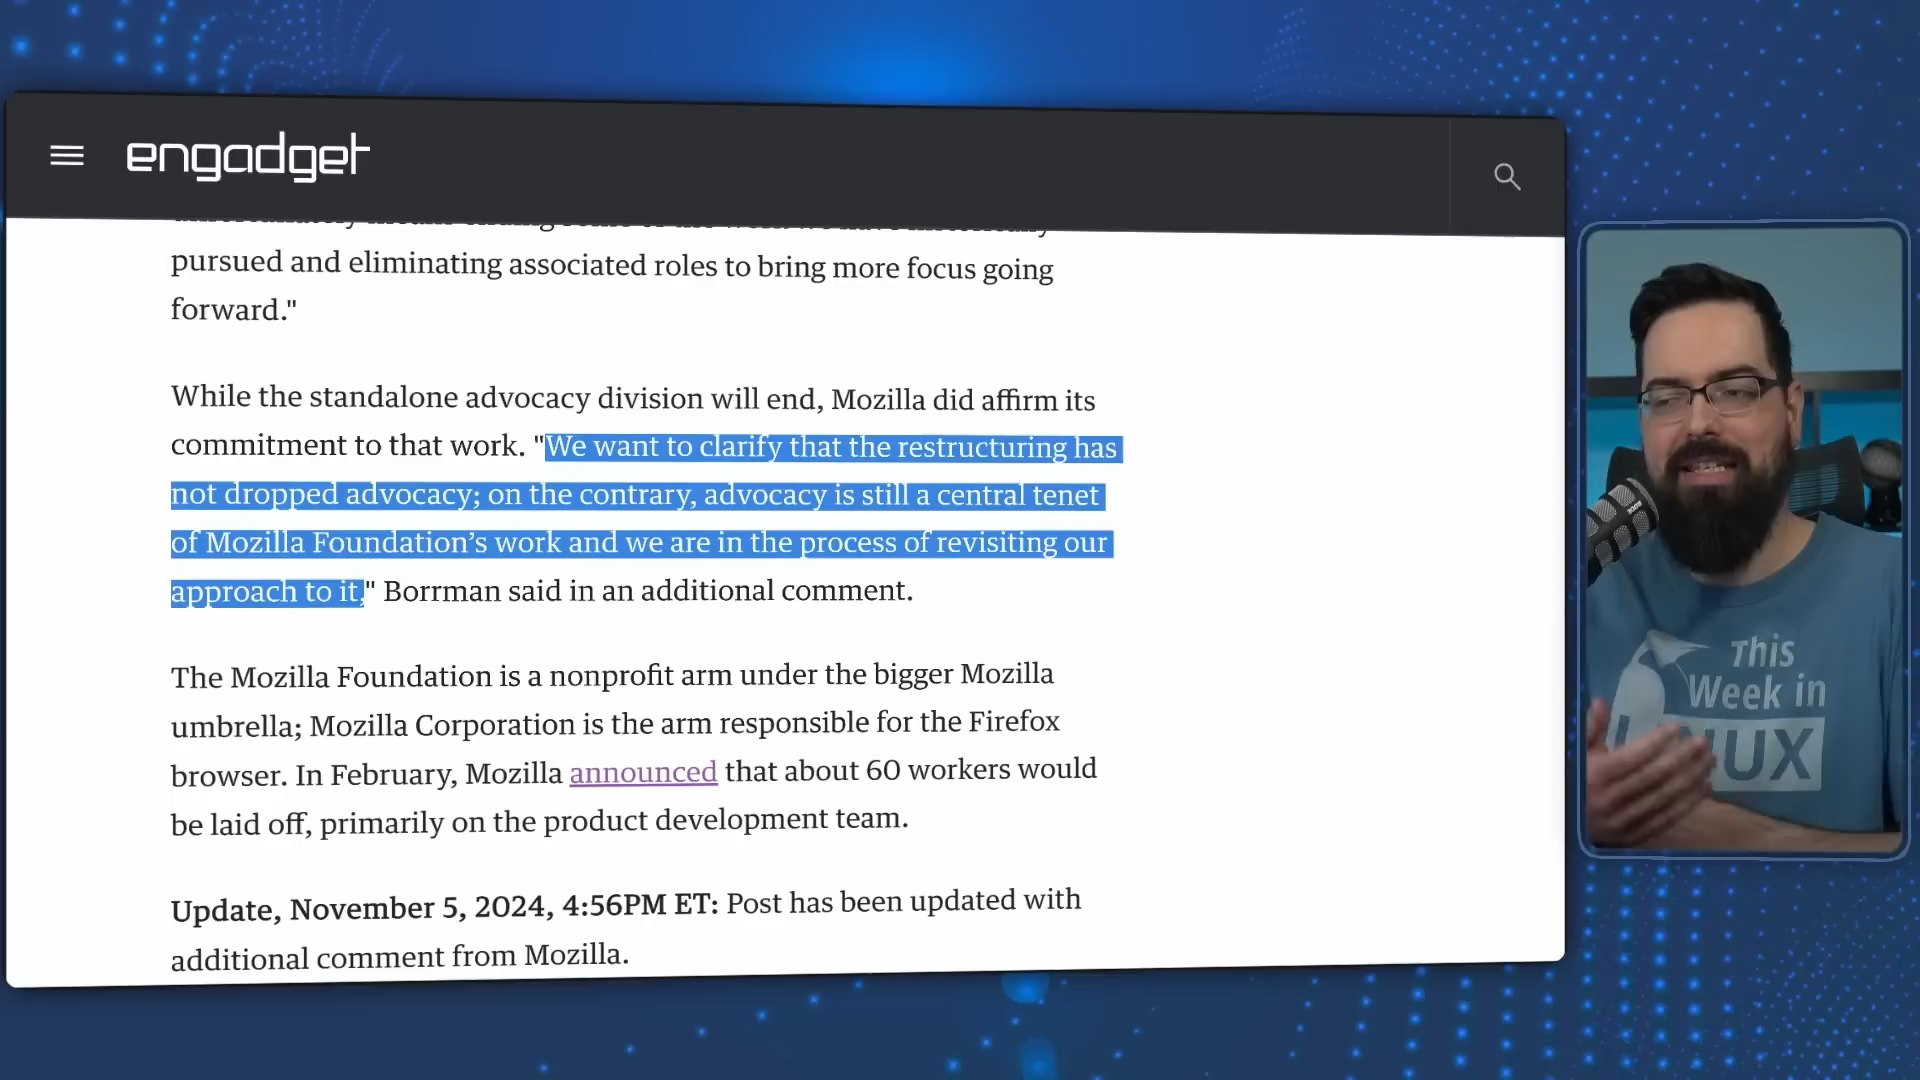 engadget
pursued and eliminating associated roles to bring more focus going
forward."
While the standalone advocacy division will end, Mozilla did affirm its
commitment to that work. "We want to clarify that the restructuring has
not dropped advocacy; on the contrary, advocacy is still a central tenet
of Mozilla Foundation’s work and we are in the process of revisiting our
approach to it," Borrman said in an additional comment.
The Mozilla Foundation is a nonprofit arm under the bigger Mozilla
umbrella; Mozilla Corporation is the arm responsible for the Firefox
browser. In February, Mozilla announced that about 60 workers would
be laid off, primarily on the product development team.
Update, November 5, 2024, 4:56PM ET: Post has been updated with
additional comment from Mozilla.
This
Week in